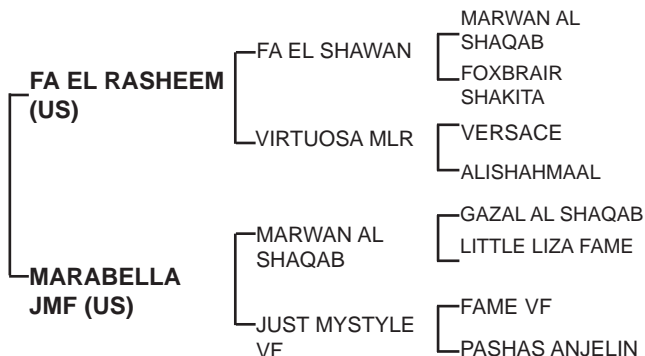 MARWAN AL
SHAQAB
FA EL SHAWAN
FOXBRAIR
SHAKITA
FA EL RASHEEM
(US)
VERSACE
VIRTUOSA MLR
ALISHAHMAAL
GAZAL AL SHAQAB
MARWAN AL
SHAQAB
LITTLE LIZA FAME
MARABELLA
JMF (US)
FAME VF
JUST MYSTYLE
VF
PASHAS ANJELIN